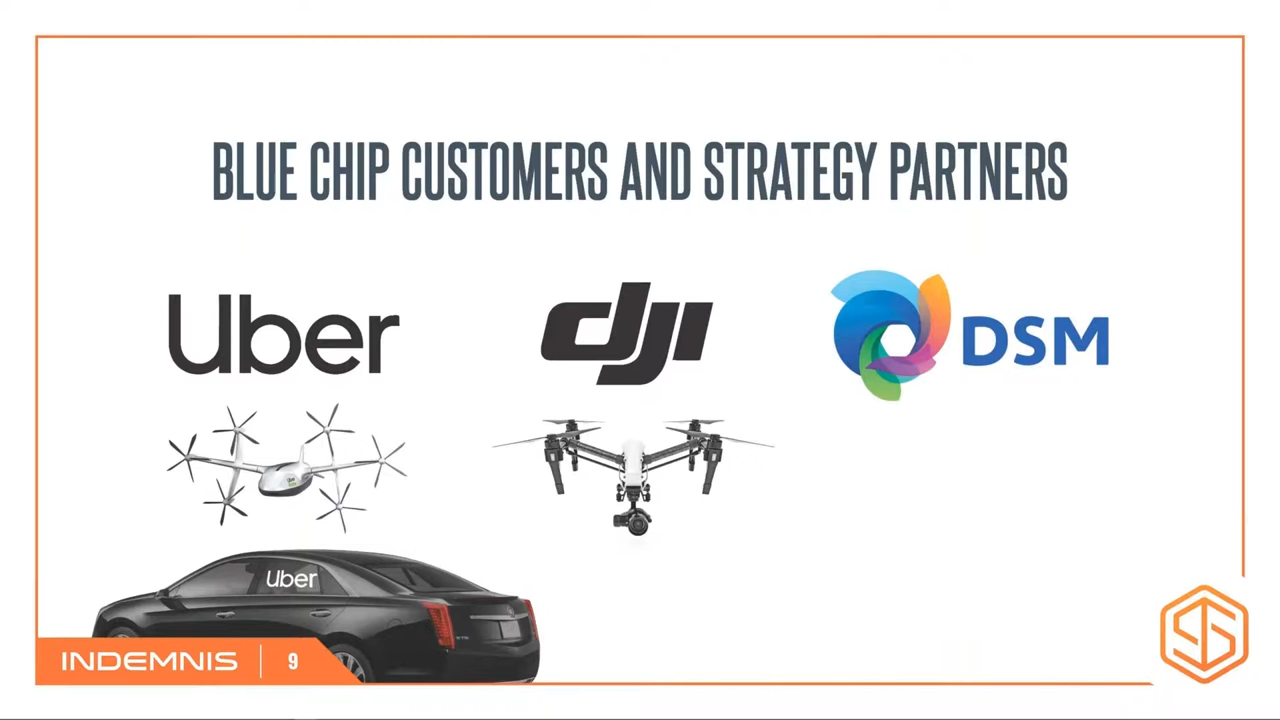 BLUE CHIP CUSTOMERS AND STRATEGY PARTNERS
Uber
dji
DSM
Uber
INDEMNIS 9